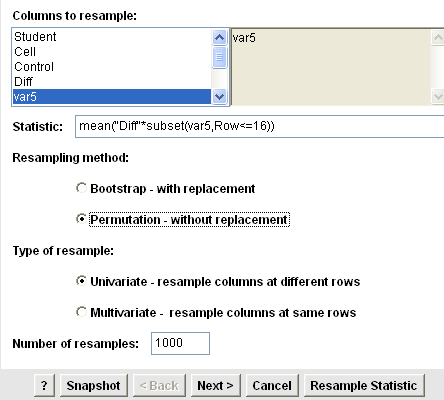 Columns to resample:
Student
Cell
Control
Diff
var5
var5
Statistic: mean("Diff"*subset(var5,Row<=16))
Resampling method:
Bootstrap - with replacement
Permutation - without replacement
Type of resample:
Univariate - resample columns at different rows
Multivariate - resample columns at same rows
Number of resamples: 1000
? Snapshot < Back Next > Cancel Resample Statistic